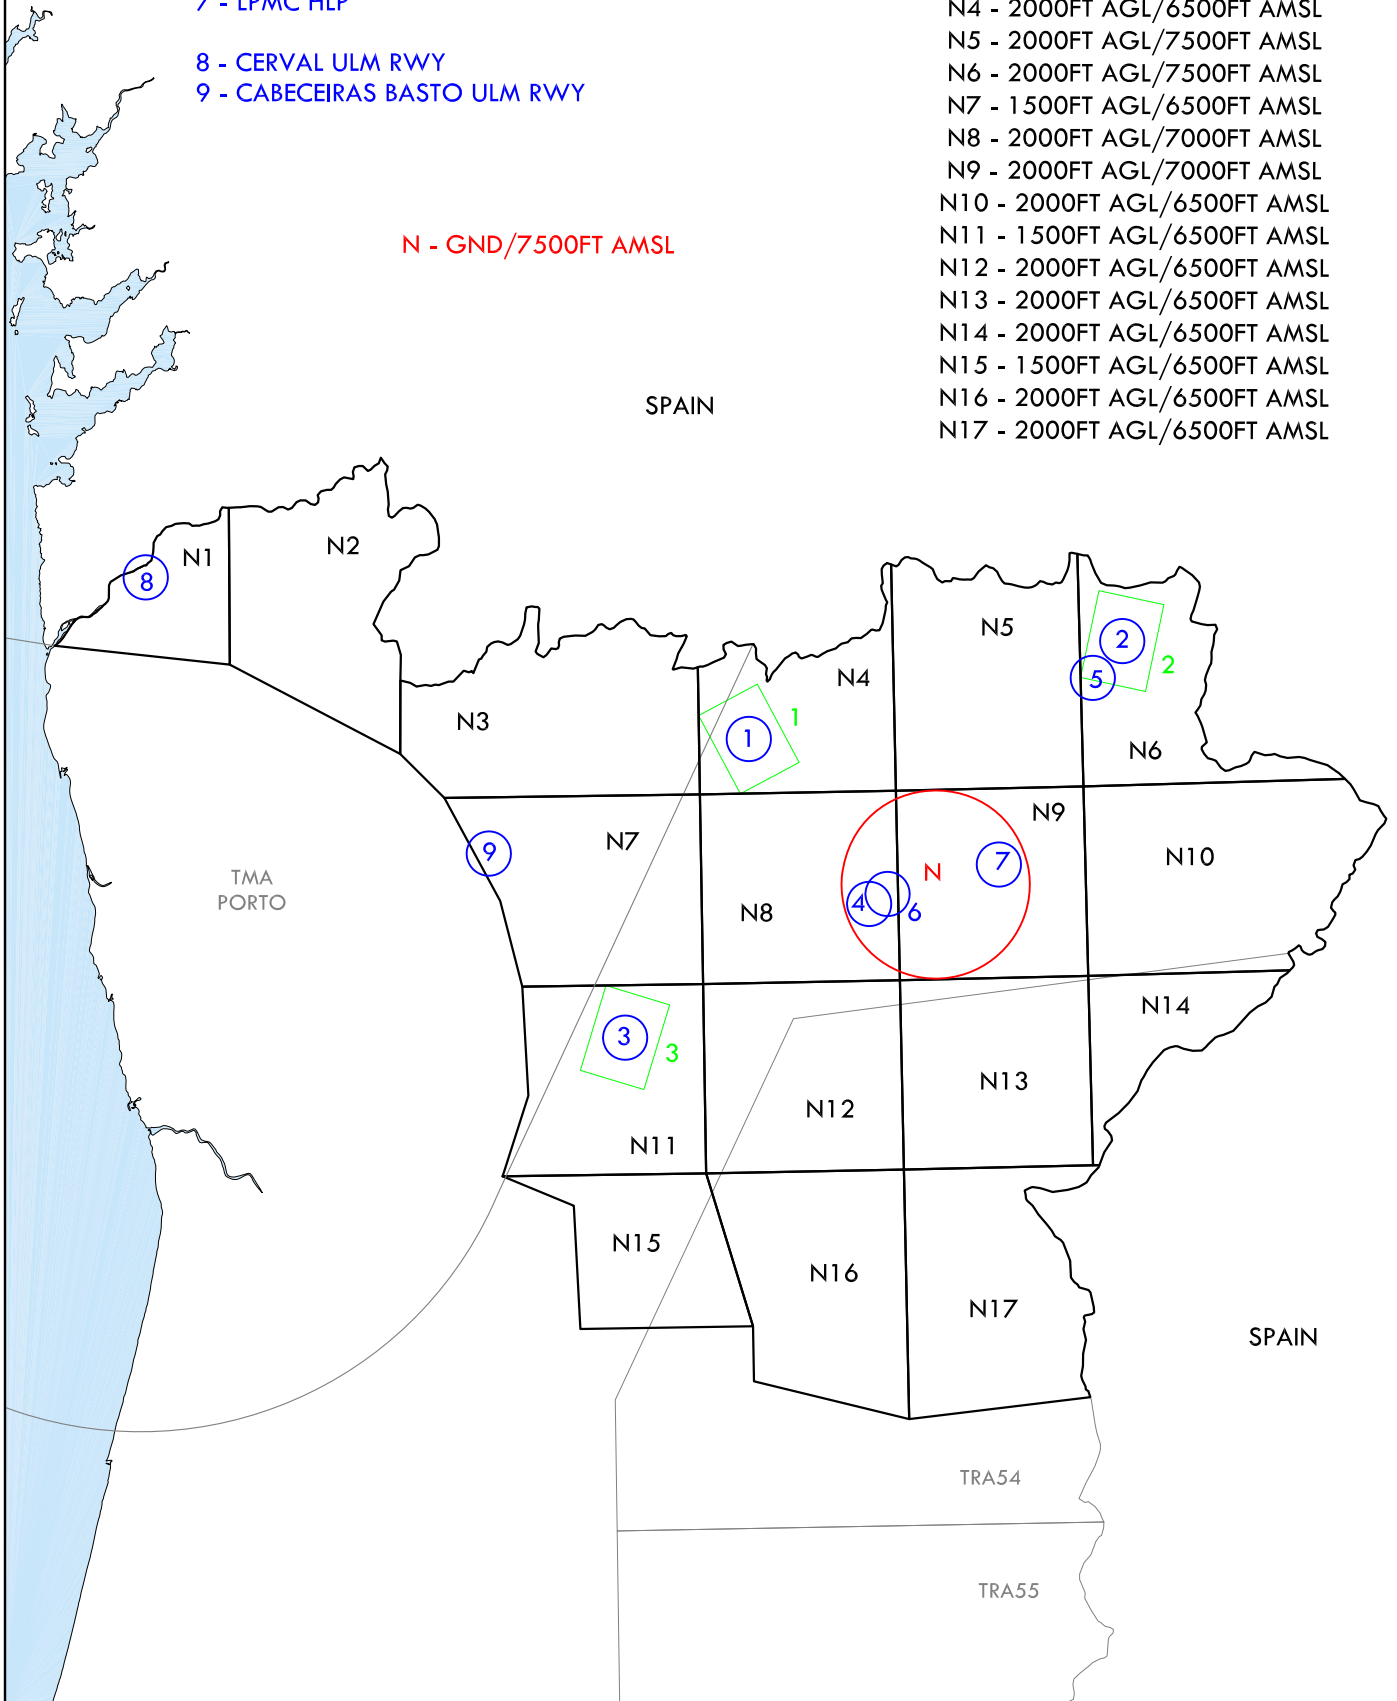 7 - LPMC HLP
8 - CERVAL ULM RWY
9 - CABECEIRAS BASTO ULM RWY
N - GND/7500FT AMSL
N4 - 2000FT AGL/6500FT AMSL
N5 - 2000FT AGL/7500FT AMSL
N6 - 2000FT AGL/7500FT AMSL
N7 - 1500FT AGL/6500FT AMSL
N8 - 2000FT AGL/7000FT AMSL
N9 - 2000FT AGL/7000FT AMSL
N10 - 2000FT AGL/6500FT AMSL
N11 - 1500FT AGL/6500FT AMSL
N12 - 2000FT AGL/6500FT AMSL
N13 - 2000FT AGL/6500FT AMSL
N14 - 2000FT AGL/6500FT AMSL
N15 - 1500FT AGL/6500FT AMSL
N16 - 2000FT AGL/6500FT AMSL
N17 - 2000FT AGL/6500FT AMSL
SPAIN
N1
N2
8
N5
2
2
5
N4
N3
1
1
N6
N9
N7
9
7
N
N10
TMA
PORTO
4
6
N8
N14
3
3
N13
N12
N11
N15
N16
N17
SPAIN
TRA54
TRA55